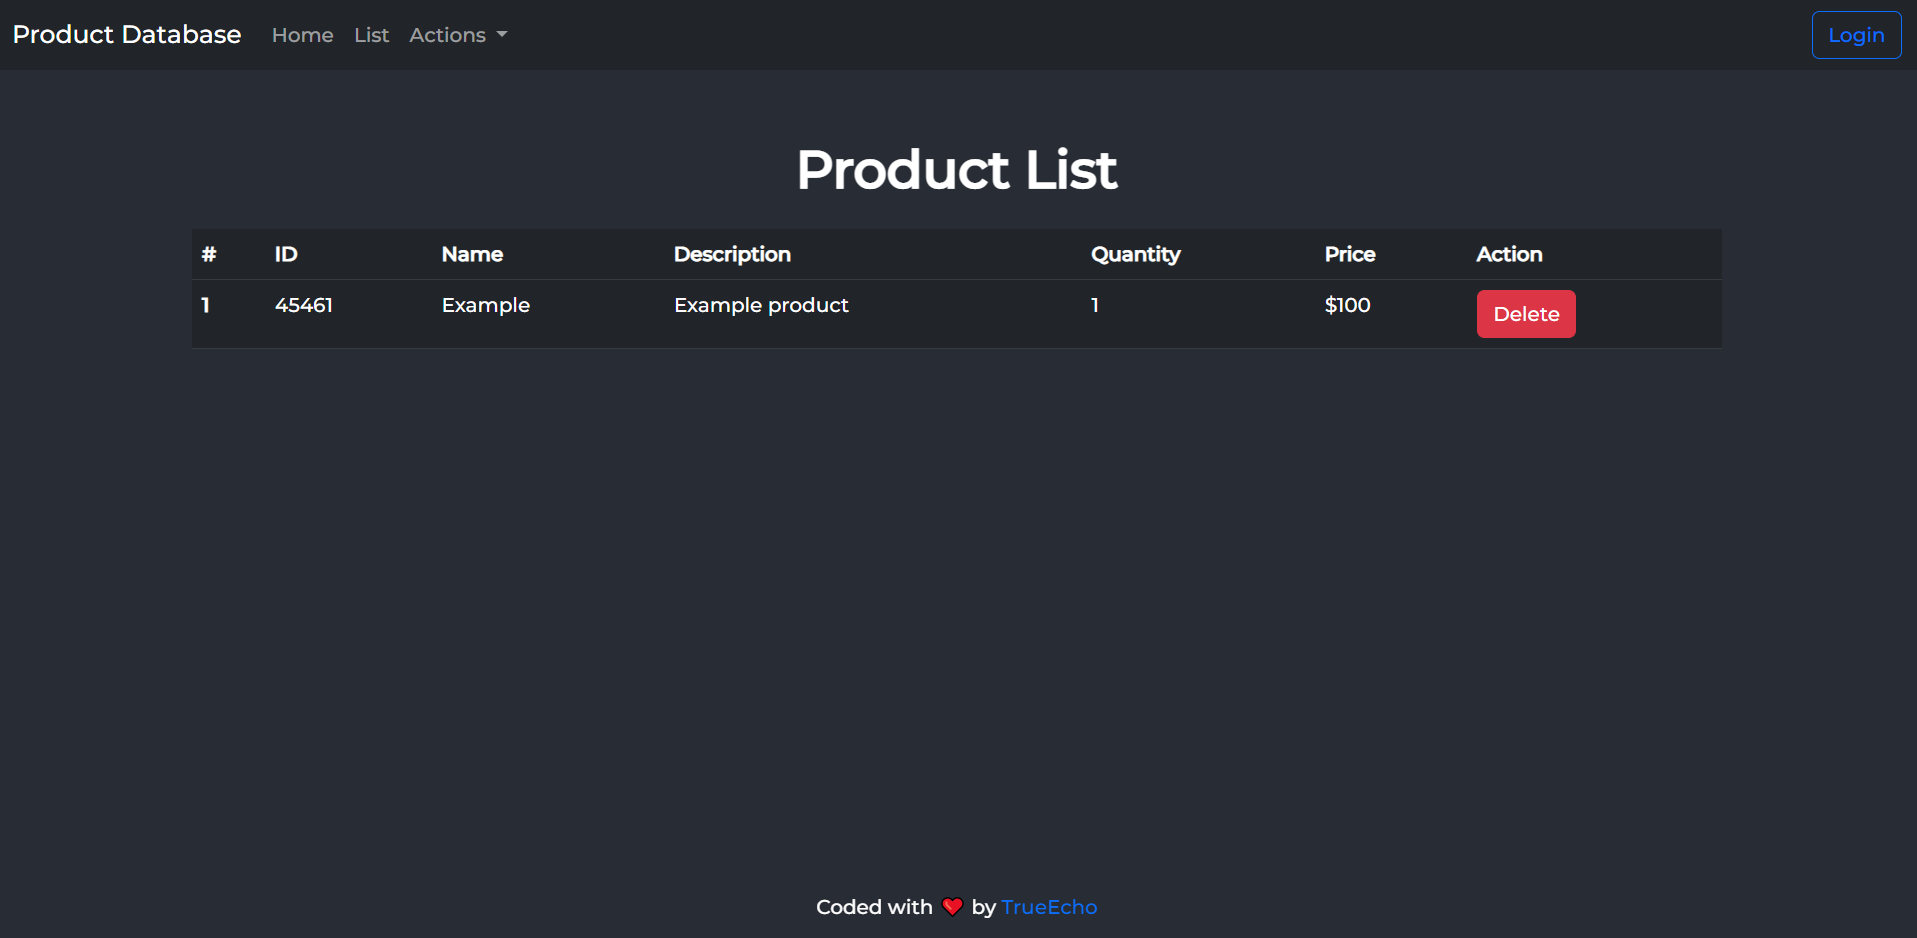 Product Database Home List Actions Login
Product List
# ID Name Description Quantity Price Action
1 45461 Example Example product 1 $100 Delete
Coded with ❤️ by TrueEcho